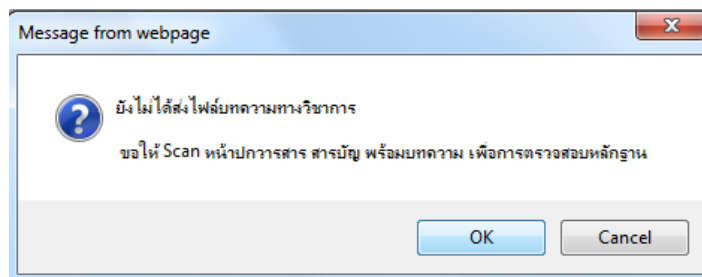 Message from webpage
ยังไม่ได้ส่งไฟล์บทความทางวิชาการ
ขอให้ Scan หน้าปกวารสาร สารบัญ พร้อมบทความ เพื่อการตรวจสอบหลักฐาน
OK
Cancel